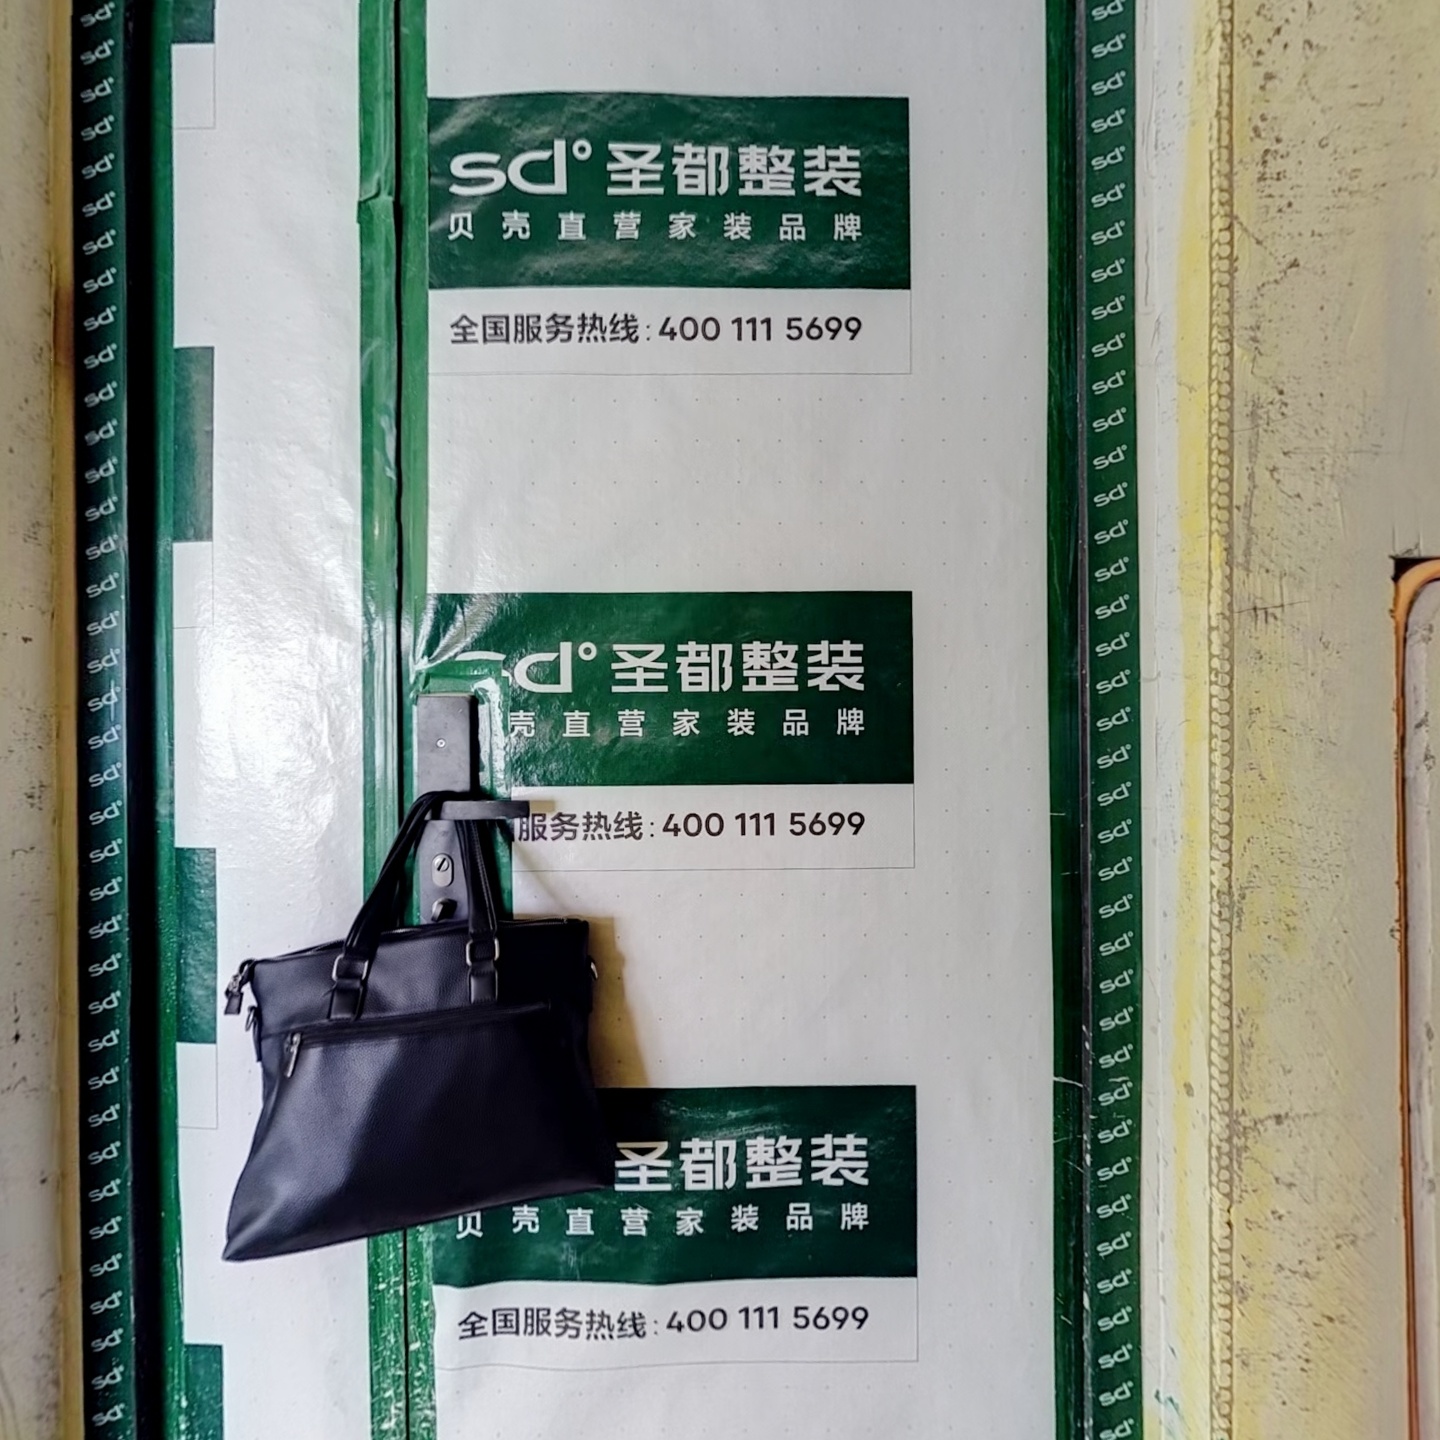 sd° 圣都整装
贝壳直营家装品牌
全国服务热线:400 111 5699
sd° 圣都整装
壳直营家装品牌
服务热线:400 111 5699
圣都整装
贝壳直营家装品牌
全国服务热线:400 111 5699